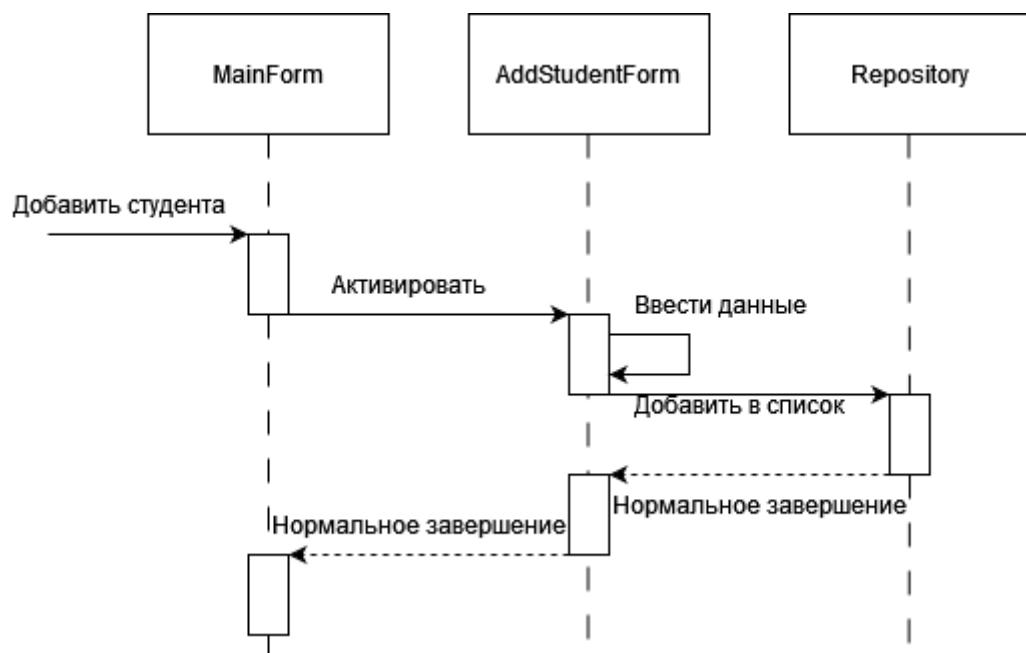 MainForm
AddStudentForm
Repository
Добавить студента
Активировать
Ввести данные
Добавить в список
Нормальное завершение
Нормальное завершение